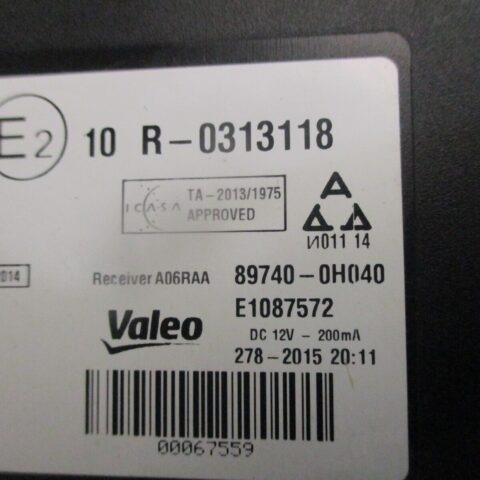 E2 10 R-0313118
ICASA TA-2013/1975
APPROVED
A
И011 14
2014
Receiver A06RAA 89740-0H040
E1087572
Valeo
DC 12V - 200mA
278-2015 20:11
00067559